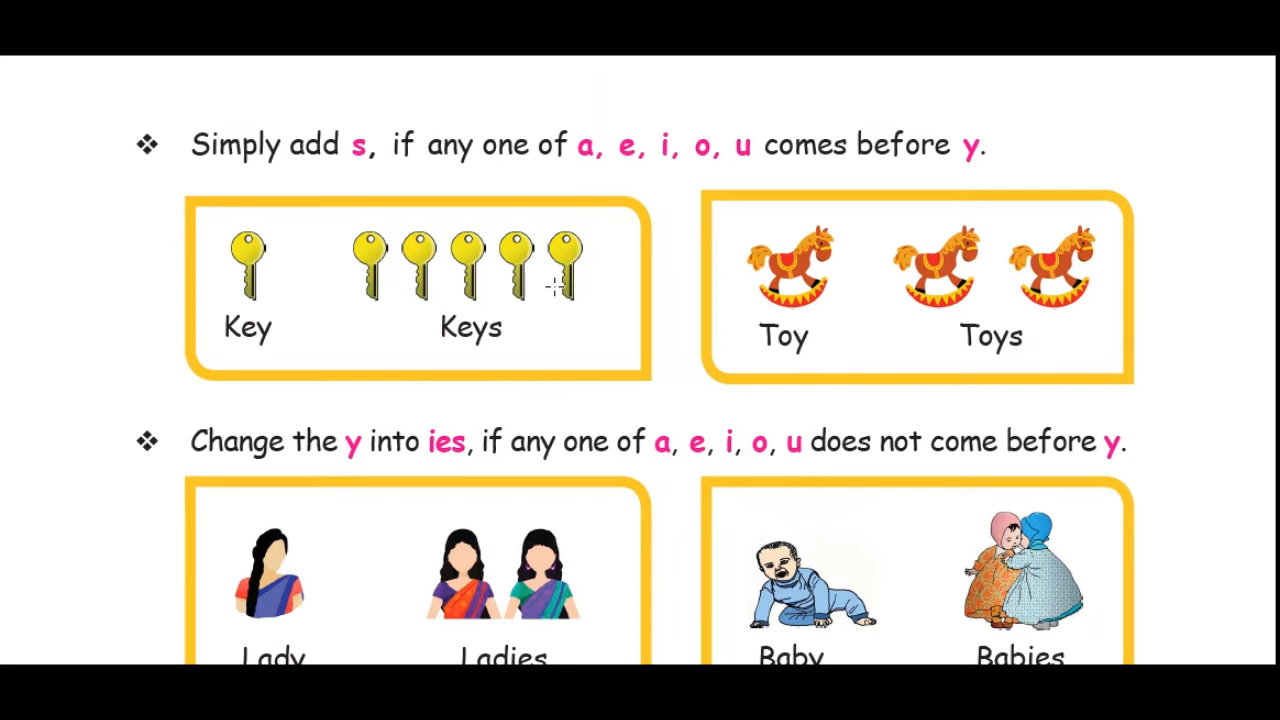 ❖ Simply add s, if any one of a, e, i, o, u comes before y.
Key Keys
Toy Toys
❖ Change the y into ies, if any one of a, e, i, o, u does not come before y.
Lady Ladies
Baby Babies